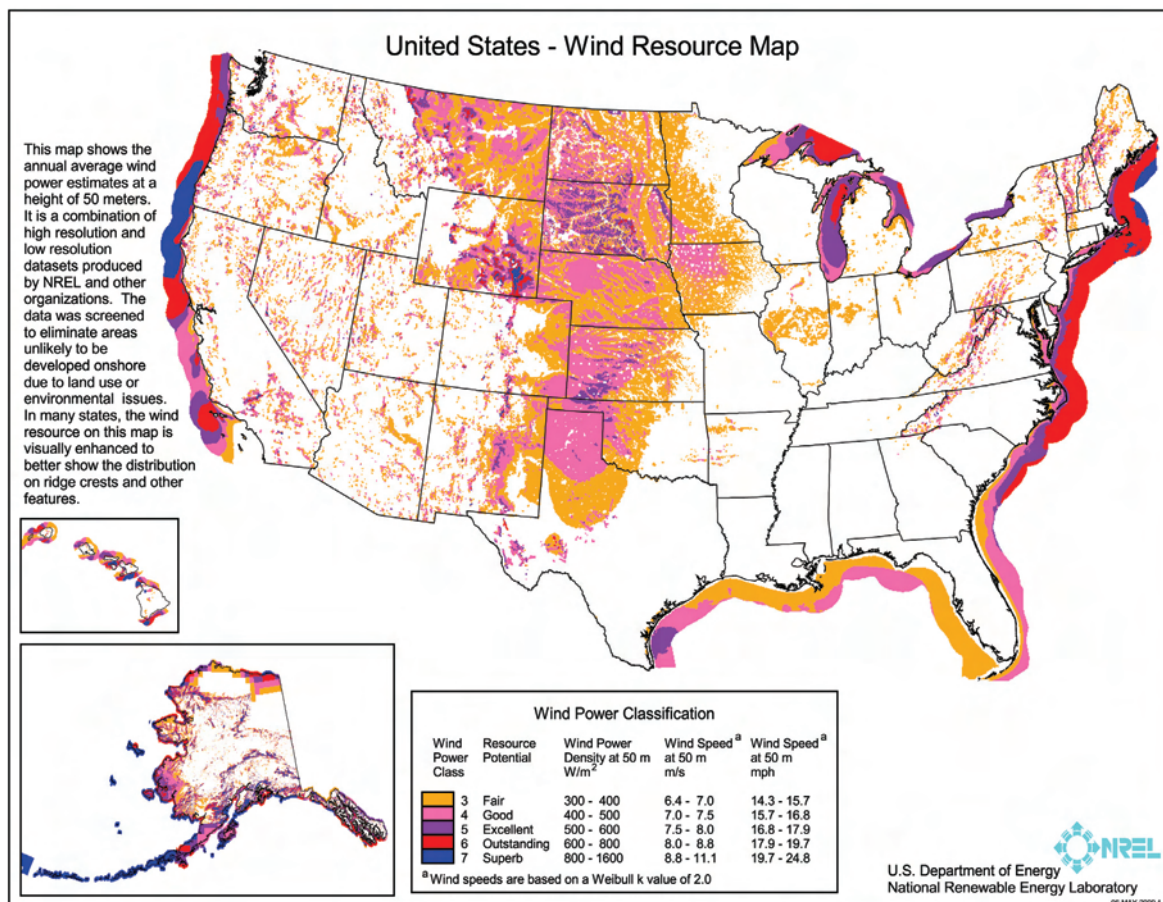 United States - Wind Resource Map
This map shows the
annual average wind
power estimates at a
height of 50 meters.
It is a combination of
high resolution and
low resolution
datasets produced
by NREL and other
organizations. The
data was screened
to eliminate areas
unlikely to be
developed onshore
due to land use or
environmental issues.
In many states, the wind
resource on this map is
visually enhanced to
better show the distribution
on ridge crests and other
features.
Wind Power Classification
Wind Power Class Resource Potential Wind Power Density at 50 m W/m² Wind Speed ᵃ at 50 m m/s Wind Speed ᵃ at 50 m mph
3 Fair 300 - 400 6.4 - 7.0 14.3 - 15.7
4 Good 400 - 500 7.0 - 7.5 15.7 - 16.8
5 Excellent 500 - 600 7.5 - 8.0 16.8 - 17.9
6 Outstanding 600 - 800 8.0 - 8.8 17.9 - 19.7
7 Superb 800 - 1600 8.8 - 11.1 19.7 - 24.8
ᵃ Wind speeds are based on a Weibull k value of 2.0
NREL
U.S. Department of Energy
National Renewable Energy Laboratory